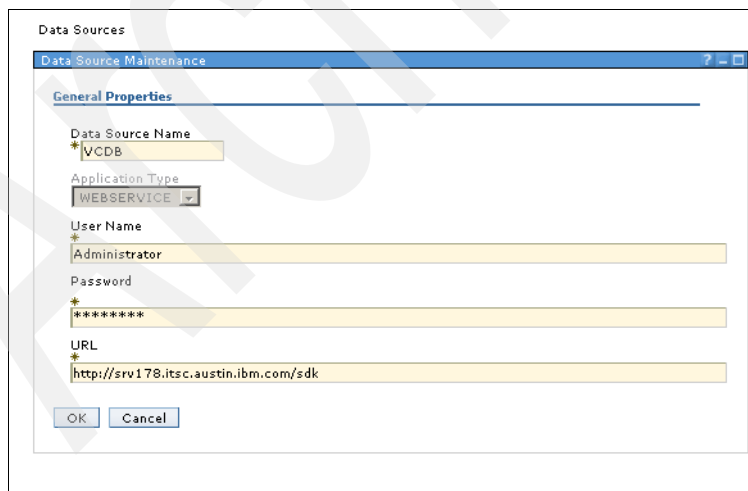 Data Sources
Data Source Maintenance ? –
General Properties
Data Source Name
* VCDB
Application Type
WEBSERVICE
User Name
*
Administrator
Password
*
********
URL
*
http://srv178.itsc.austin.ibm.com/sdk
OK Cancel